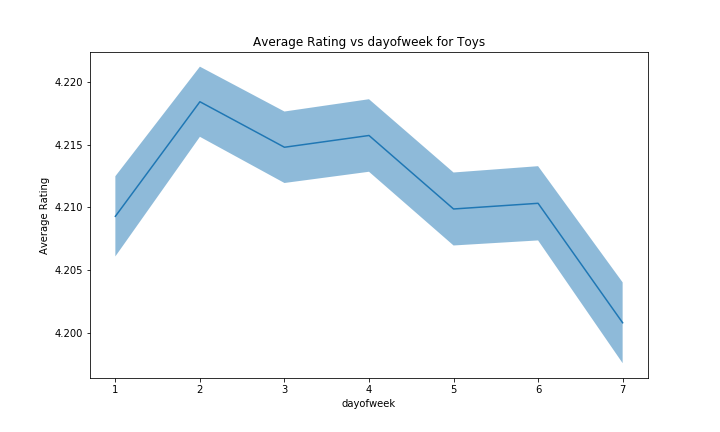 Average Rating vs dayofweek for Toys
Average Rating
4.220
4.215
4.210
4.205
4.200
1 2 3 4 5 6 7
dayofweek